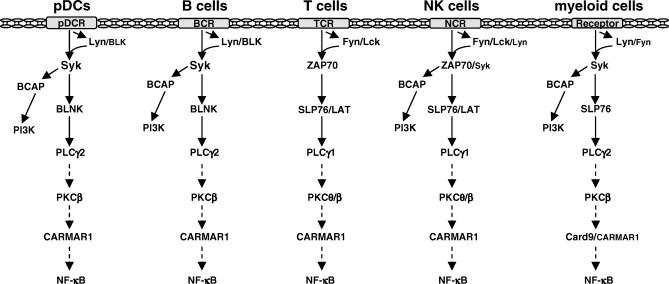 pDCs B cells T cells NK cells myeloid cells
pDCR BCR TCR NCR Receptor
Lyn/BLK Lyn/BLK Fyn/Lck Fyn/Lck/Lyn Lyn/Fyn
Syk Syk ZAP70 ZAP70/Syk Syk
BCAP BCAP BCAP BCAP
BLNK BLNK SLP76/LAT SLP76/LAT SLP76
PI3K PI3K PI3K PI3K
PLCγ2 PLCγ2 PLCγ1 PLCγ1 PLCγ2
PKCβ PKCβ PKCθ/β PKCθ/β PKCβ
CARMAR1 CARMAR1 CARMAR1 CARMAR1 Card9/CARMAR1
NF-κB NF-κB NF-κB NF-κB NF-κB